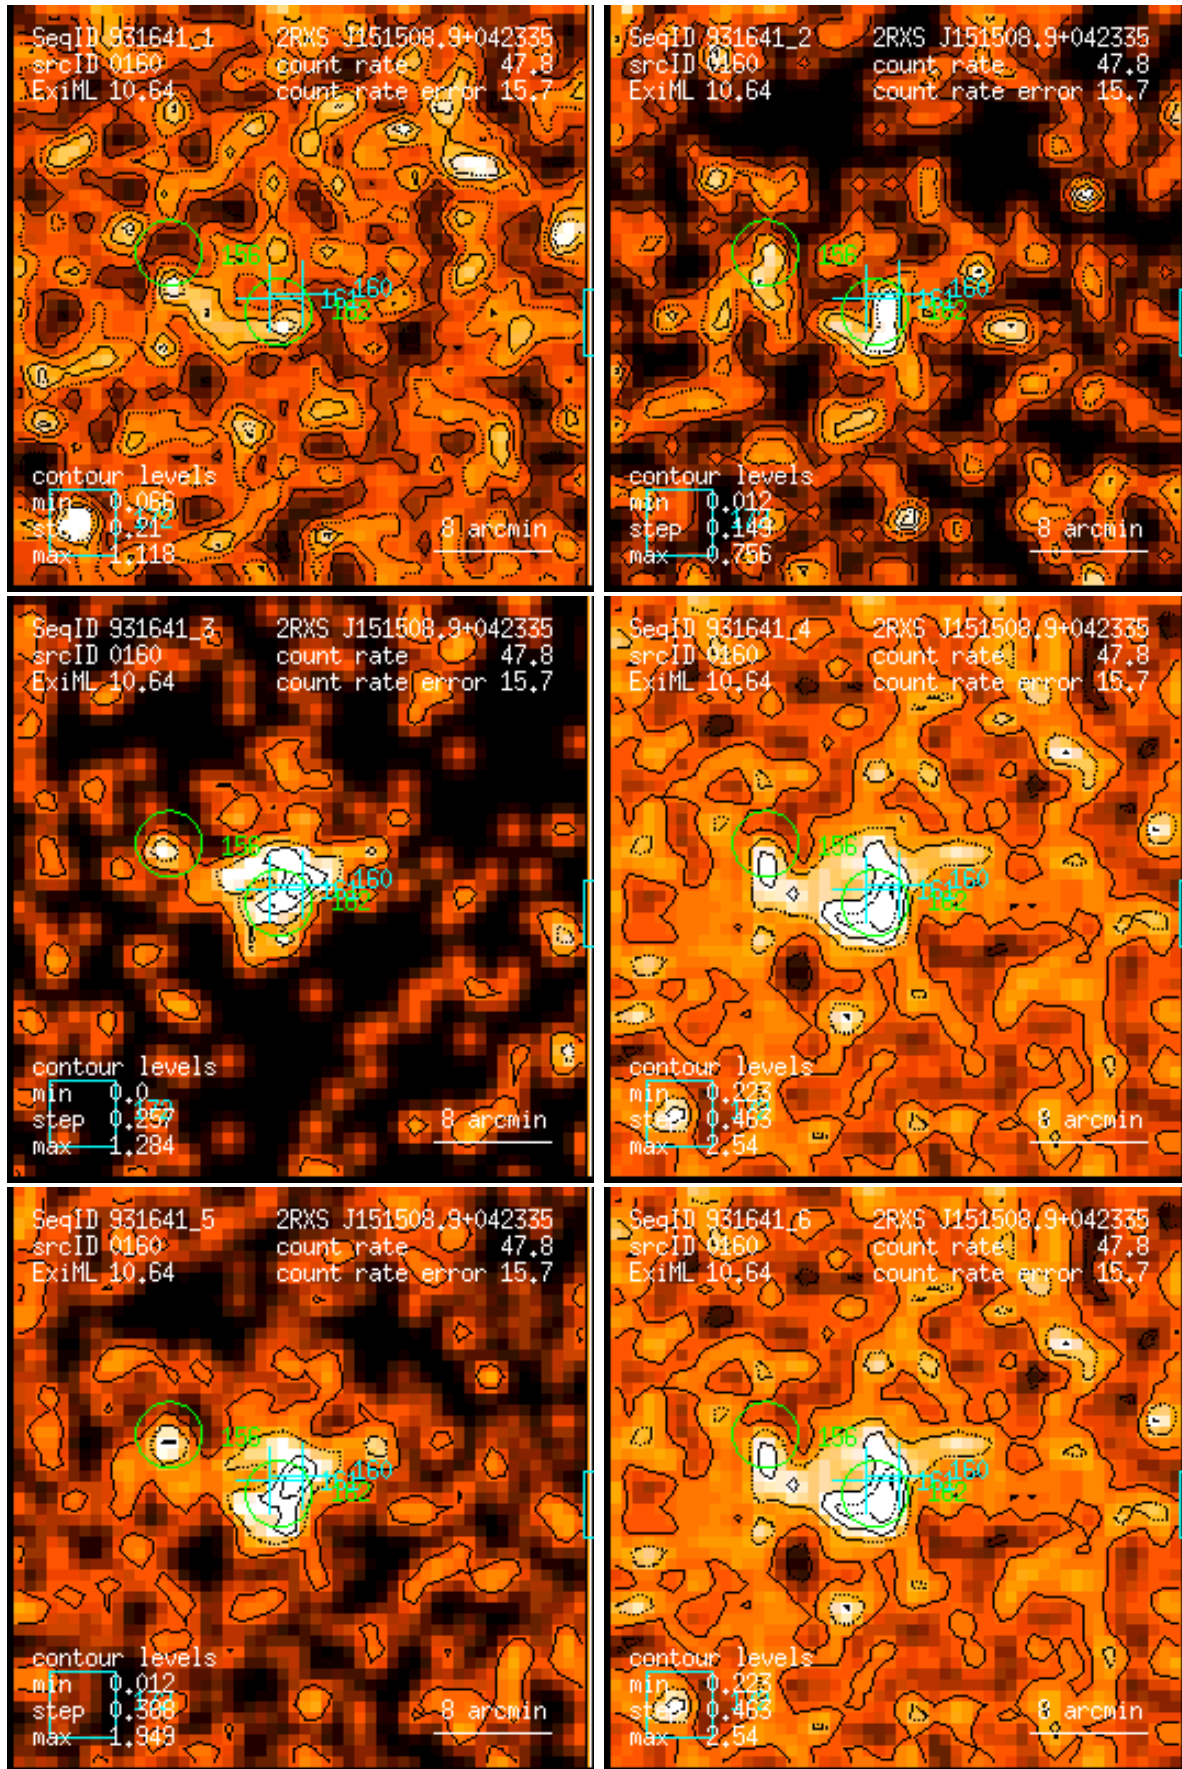 SeqID 931641_1 2RXS J151508.9+042335
srcID 0160 count rate 47.8
ExiML 10.64 count rate error 15.7
156
160
162
contour levels
min 0.066
step 0.21
max 1.118
172
8 arcmin
SeqID 931641_2 2RXS J151508.9+042335
srcID 0160 count rate 47.8
ExiML 10.64 count rate error 15.7
156
161 160
162
contour levels
min 0.012
step 0.149
max 0.756
8 arcmin
SeqID 931641_3 2RXS J151508.9+042335
srcID 0160 count rate 47.8
ExiML 10.64 count rate error 15.7
156
161 160
162
contour levels
min 0.0
step 0.257
max 1.284
172
8 arcmin
SeqID 931641_4 2RXS J151508.9+042335
srcID 0160 count rate 47.8
ExiML 10.64 count rate error 15.7
156
161 160
162
contour levels
min 0.223
step 0.463
max 2.54
172
8 arcmin
SeqID 931641_5 2RXS J151508.9+042335
srcID 0160 count rate 47.8
ExiML 10.64 count rate error 15.7
156
161 160
162
contour levels
min 0.012
step 0.388
max 1.949
8 arcmin
SeqID 931641_6 2RXS J151508.9+042335
srcID 0160 count rate 47.8
ExiML 10.64 count rate error 15.7
156
161 160
162
contour levels
min 0.223
step 0.463
max 2.54
172
8 arcmin